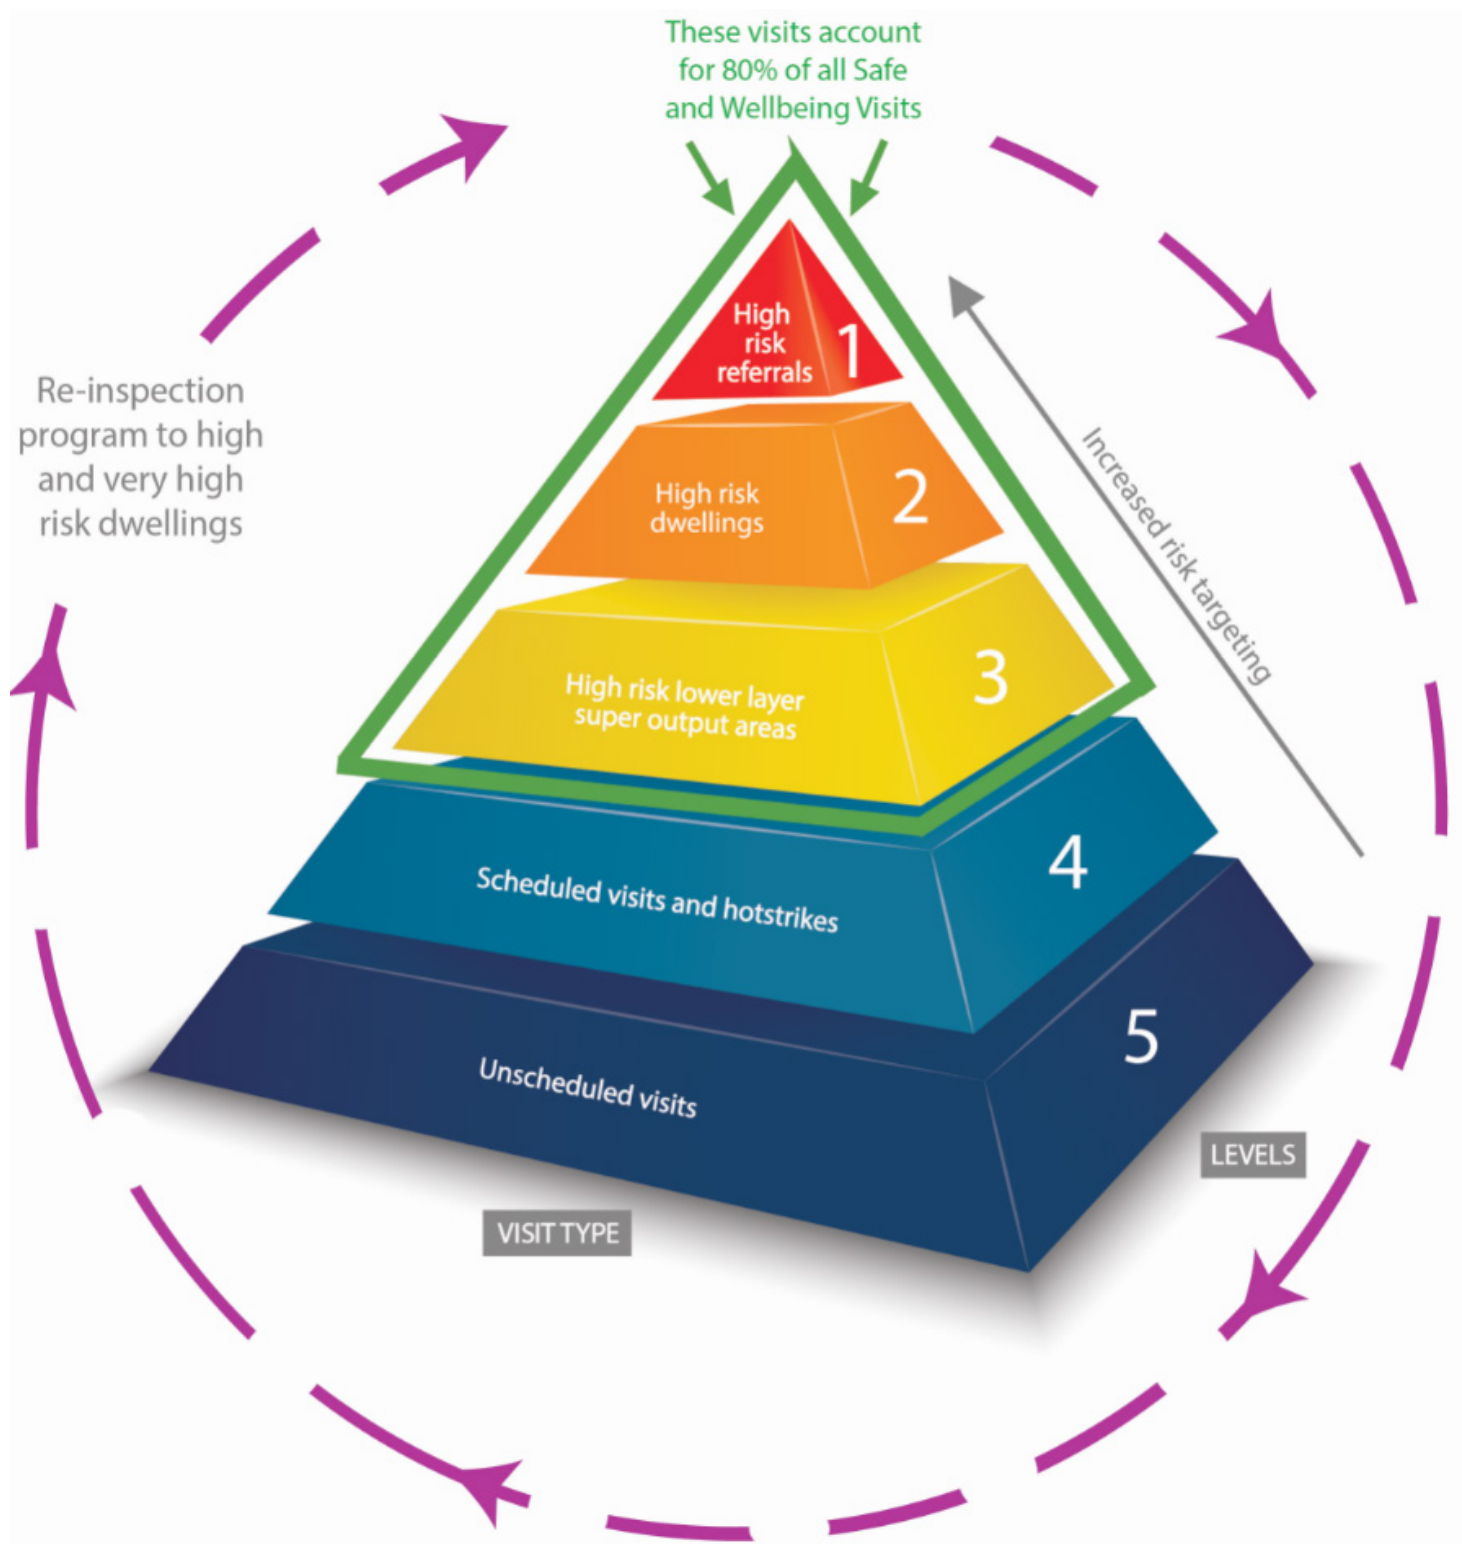 These visits account
for 80% of all Safe
and Wellbeing Visits
High
risk
referrals
1
Re-inspection
program to high
and very high
risk dwellings
High risk
dwellings
2
Increased risk targeting
High risk lower layer
super output areas
3
Scheduled visits and hotstrikes
4
Unscheduled visits
5
LEVELS
VISIT TYPE